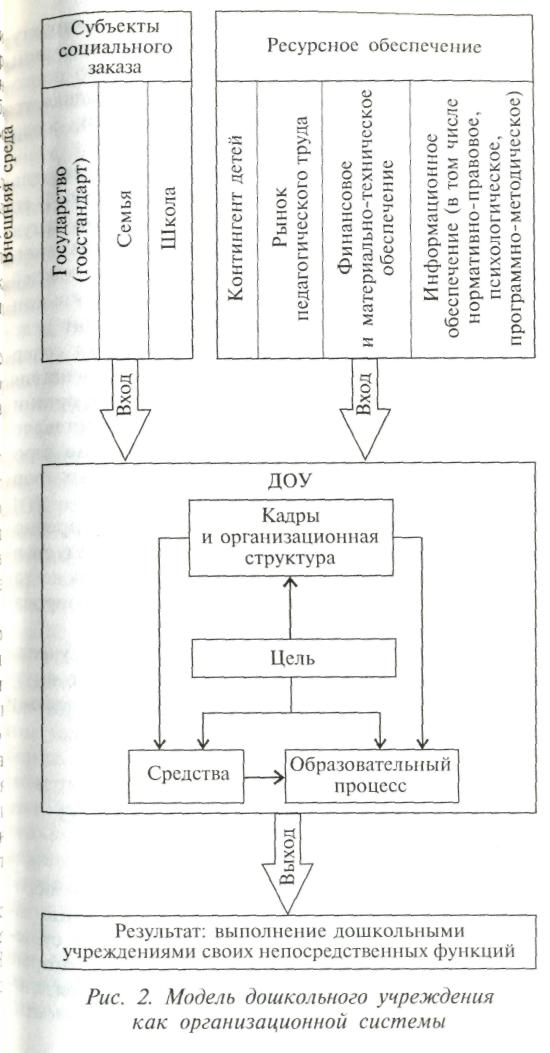 Внешняя среда
Субъекты
социального
заказа
Государство
(госстандарт)
Семья
Школа
Ресурсное обеспечение
Контингент детей
Рынок
педагогического труда
Финансовое
и материально-техническое
обеспечение
Информационное
обеспечение (в том числе
нормативно-правовое,
психологическое,
программно-методическое)
Вход
Вход
ДОУ
Кадры
и организационная
структура
Цель
Средства
Образовательный
процесс
Выход
Результат: выполнение дошкольными
учреждениями своих непосредственных функций
Рис. 2. Модель дошкольного учреждения
как организационной системы